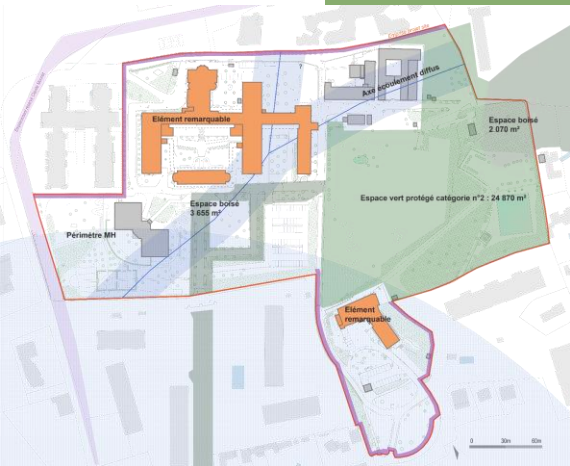 Axe écoulement diffus
Elément remarquable
Espace boisé
2 070 m²
Espace vert protégé catégorie n°2 : 24 870 m²
Espace boisé
3 655 m²
Périmètre MH
Elément
remarquable
0 30m 60m